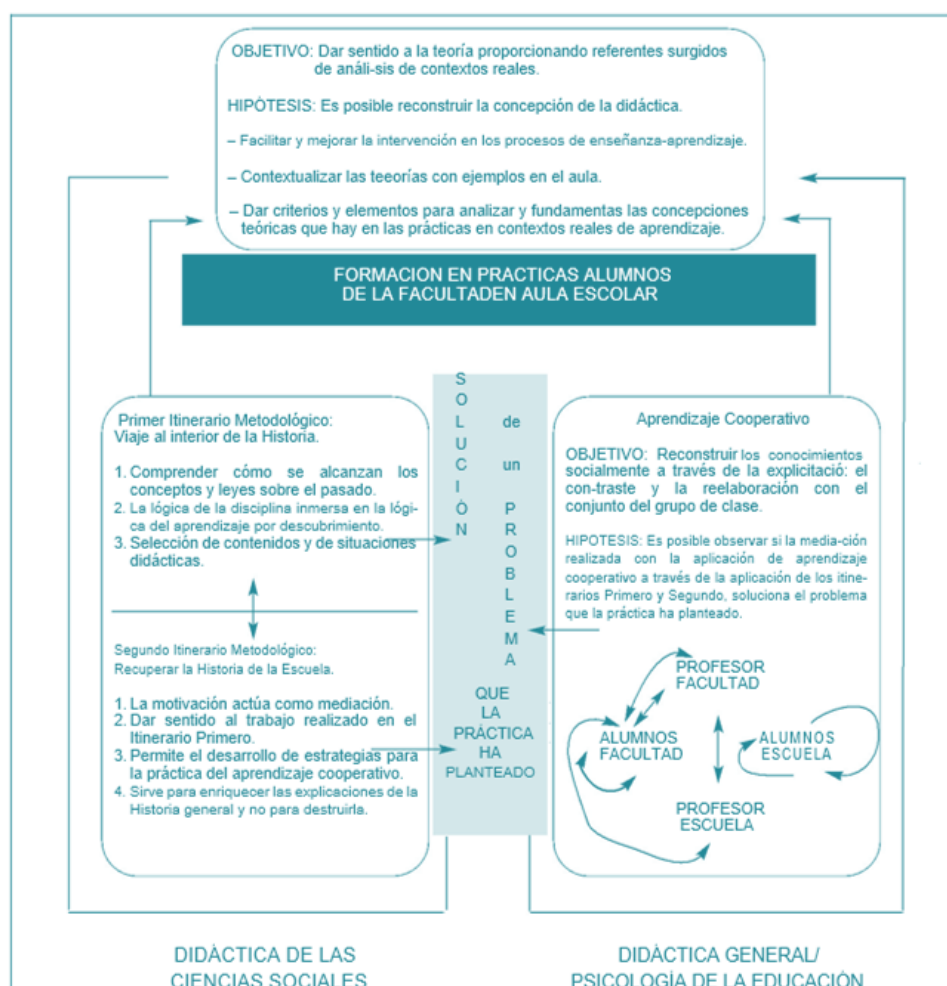 OBJETIVO: Dar sentido a la teoría proporcionando referentes surgidos
de análi-sis de contextos reales.
HIPÓTESIS: Es posible reconstruir la concepción de la didáctica.
– Facilitar y mejorar la intervención en los procesos de enseñanza-aprendizaje.
– Contextualizar las teeorías con ejemplos en el aula.
– Dar criterios y elementos para analizar y fundamentas las concepciones
teóricas que hay en las prácticas en contextos reales de aprendizaje.
FORMACION EN PRACTICAS ALUMNOS
DE LA FACULTADEN AULA ESCOLAR
Primer Itinerario Metodológico:
Viaje al interior de la Historia.
1. Comprender cómo se alcanzan los
conceptos y leyes sobre el pasado.
2. La lógica de la disciplina inmersa en la lógi-
ca del aprendizaje por descubrimiento.
3. Selección de contenidos y de situaciones
didácticas.
Segundo Itinerario Metodológico:
Recuperar la Historia de la Escuela.
1. La motivación actúa como mediación.
2. Dar sentido al trabajo realizado en el
Itinerario Primero.
3. Permite el desarrollo de estrategias para
la práctica del aprendizaje cooperativo.
4. Sirve para enriquecer las explicaciones de la
Historia general y no para destruirla.
SOLUCIÒN
de
un
PROBLEMA
QUE
LA
PRÁCTICA
HA
PLANTEADO
Aprendizaje Cooperativo
OBJETIVO: Reconstruir los conocimientos
socialmente a través de la explicitació: el
con-traste y la reelaboración con el
conjunto del grupo de clase.
HIPOTESIS: Es posible observar si la media-ción
realizada con la aplicación de aprendizaje
cooperativo a través de la aplicación de los itine-
rarios Primero y Segundo, soluciona el problema
que la práctica ha planteado.
PROFESOR
FACULTAD
ALUMNOS
FACULTAD
ALUMNOS
ESCUELA
PROFESOR
ESCUELA
DIDÀCTICA DE LAS
CIENCIAS SOCIALES
DIDÀCTICA GENERAL/
PSICOLOGÍA DE LA EDUCACIÓN